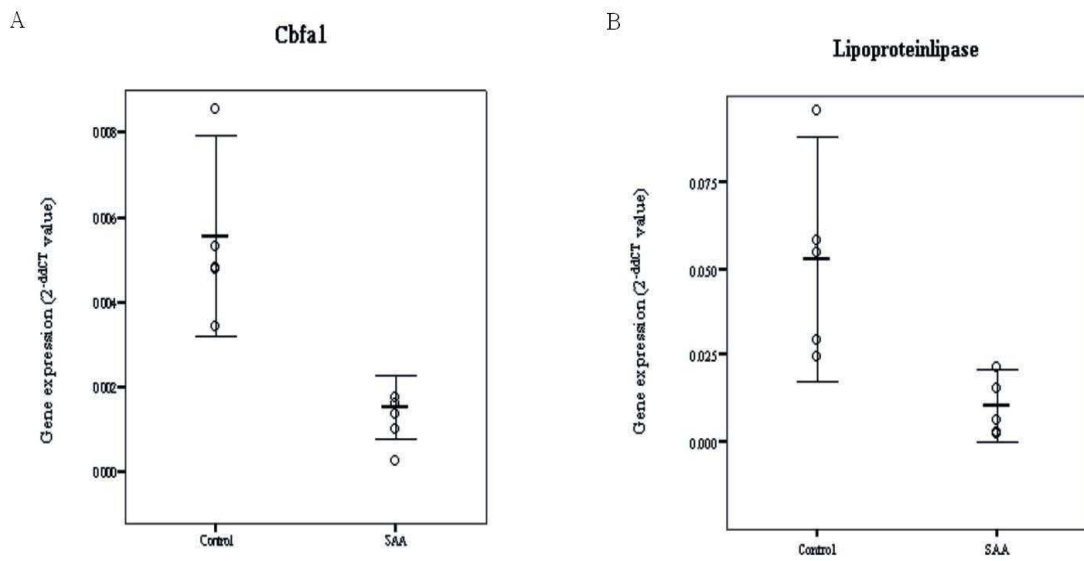 A
Cbfa1
Gene expression (2-ddCT value)
0.008
0.006
0.004
0.002
0.000
Control SAA
B
Lipoproteinlipase
Gene expression (2-ddCT value)
0.075
0.050
0.025
0.000
Control SAA